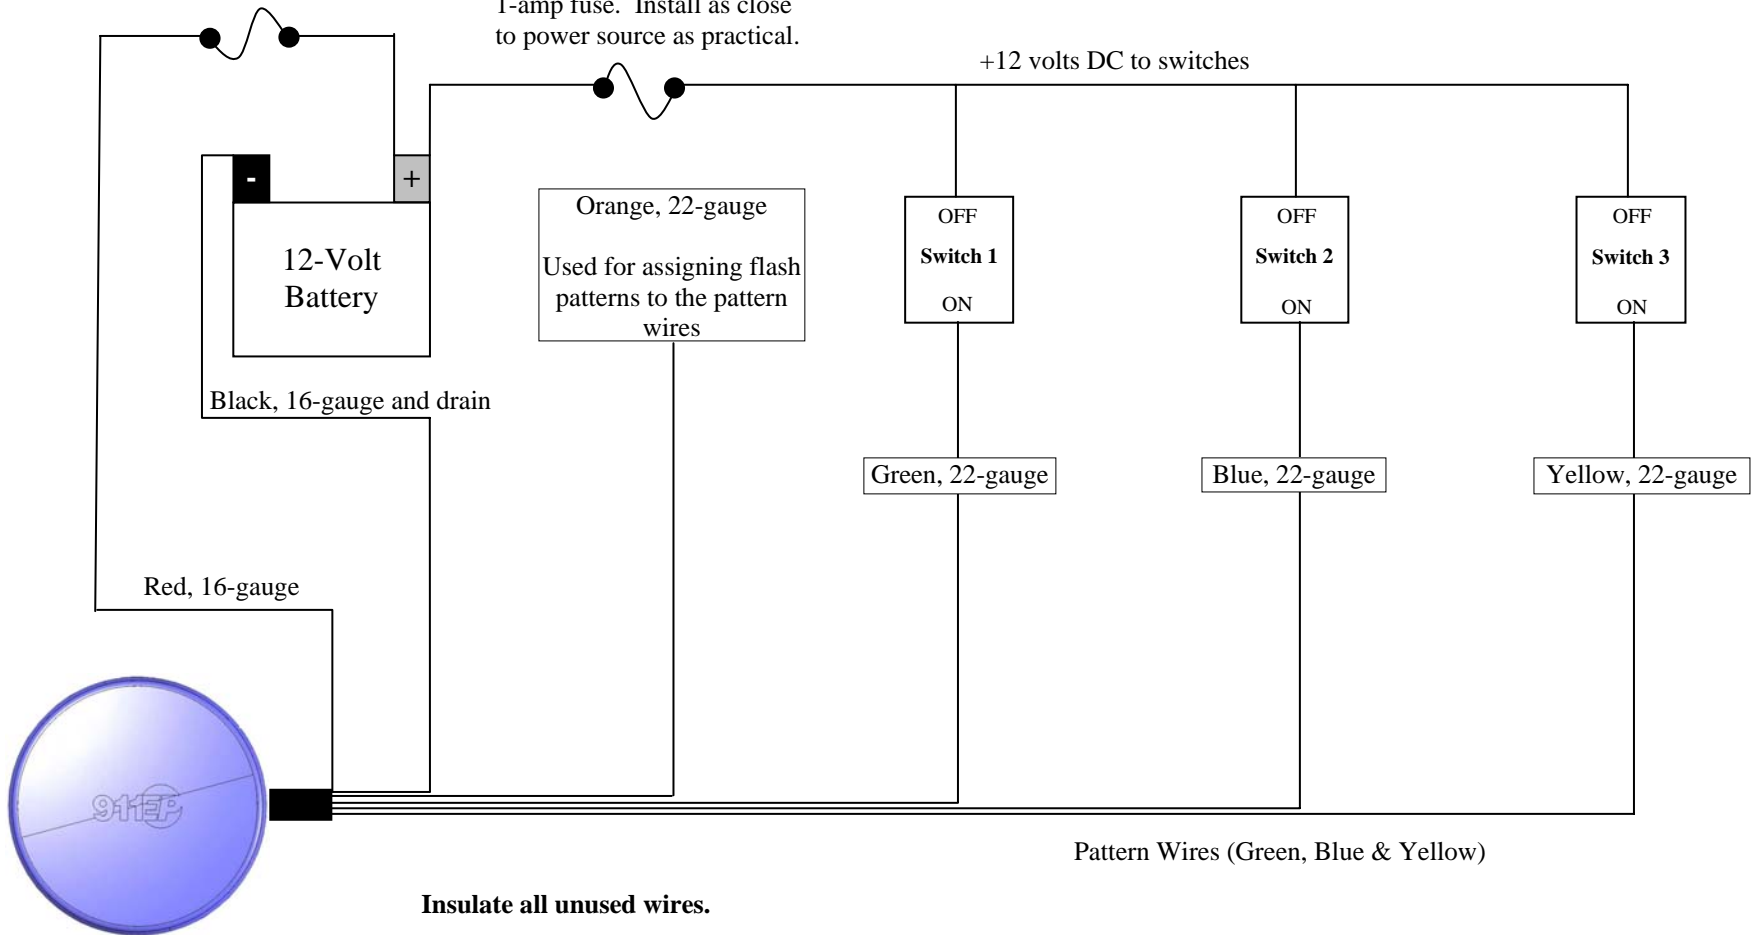 1-amp fuse.  Install as close
to power source as practical.
+12 volts DC to switches
-
+
12-Volt
Battery
Orange, 22-gauge
Used for assigning flash
patterns to the pattern
wires
OFF
Switch 1
ON
OFF
Switch 2
ON
OFF
Switch 3
ON
Black, 16-gauge and drain
Green, 22-gauge
Blue, 22-gauge
Yellow, 22-gauge
Red, 16-gauge
911EP
Pattern Wires (Green, Blue & Yellow)
Insulate all unused wires.